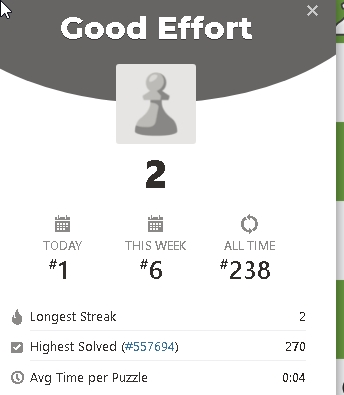 Good Effort
2
TODAY THIS WEEK ALL TIME
#1 #6 #238
Longest Streak 2
Highest Solved (#557694) 270
Avg Time per Puzzle 0:04